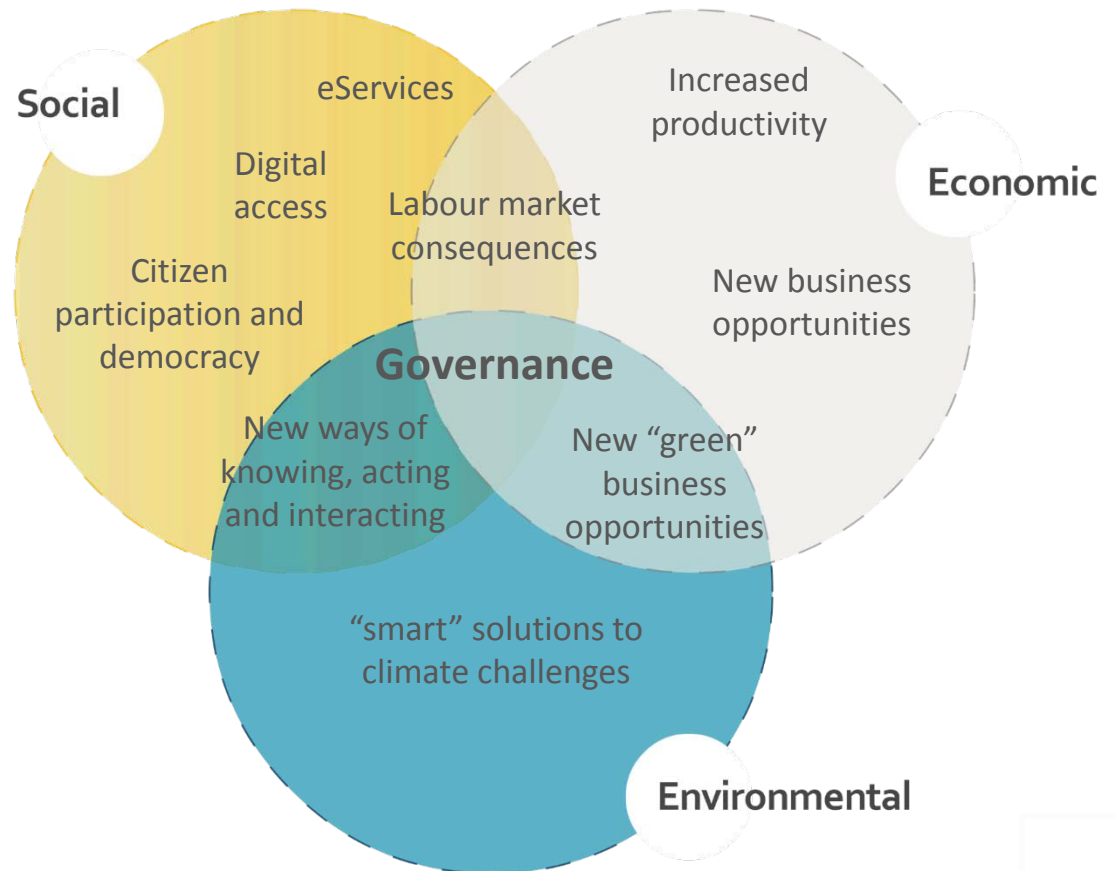 Social
eServices
Digital
access
Citizen
participation and
democracy
Labour market
consequences
Increased
productivity
Economic
New business
opportunities
Governance
New ways of
knowing, acting
and interacting
New “green”
business
opportunities
“smart” solutions to
climate challenges
Environmental